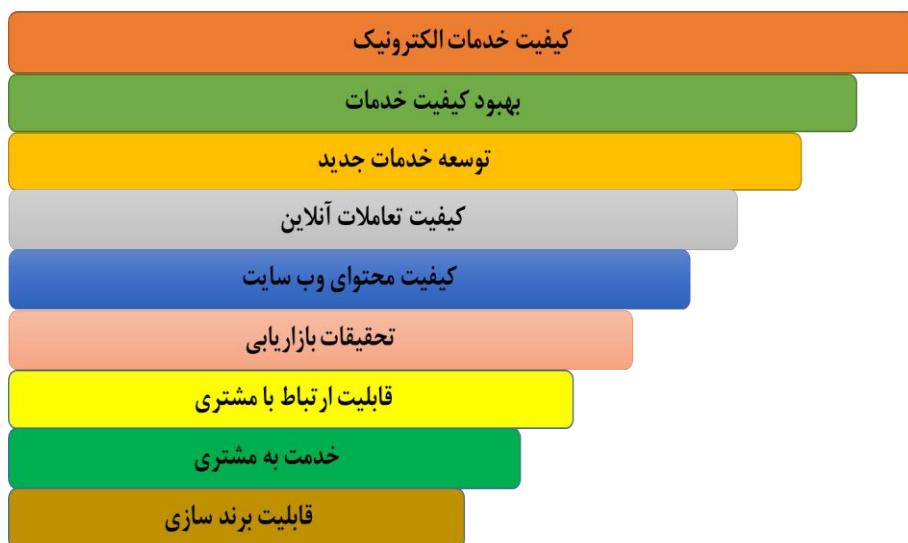 کیفیت خدمات الکترونیک
بهبود کیفیت خدمات
توسعه خدمات جدید
کیفیت تعاملات آنلاین
کیفیت محتوای وب سایت
تحقیقات بازاریابی
قابلیت ارتباط با مشتری
خدمت به مشتری
قابلیت برند سازی